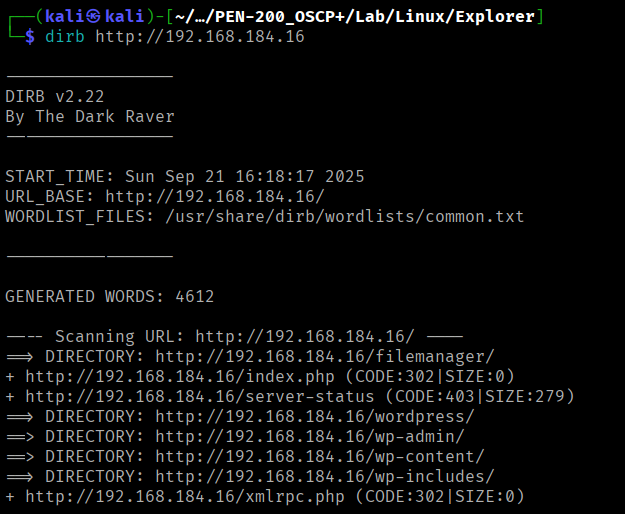 ┌──(kali㉿kali)-[~/…/PEN-200_OSCP+/Lab/Linux/Explorer]
└─$ dirb http://192.168.184.16

-----------------
DIRB v2.22
By The Dark Raver
-----------------

START_TIME: Sun Sep 21 16:18:17 2025
URL_BASE: http://192.168.184.16/
WORDLIST_FILES: /usr/share/dirb/wordlists/common.txt

-----------------

GENERATED WORDS: 4612

---- Scanning URL: http://192.168.184.16/ ----
==> DIRECTORY: http://192.168.184.16/filemanager/
+ http://192.168.184.16/index.php (CODE:302|SIZE:0)
+ http://192.168.184.16/server-status (CODE:403|SIZE:279)
==> DIRECTORY: http://192.168.184.16/wordpress/
==> DIRECTORY: http://192.168.184.16/wp-admin/
==> DIRECTORY: http://192.168.184.16/wp-content/
==> DIRECTORY: http://192.168.184.16/wp-includes/
+ http://192.168.184.16/xmlrpc.php (CODE:302|SIZE:0)